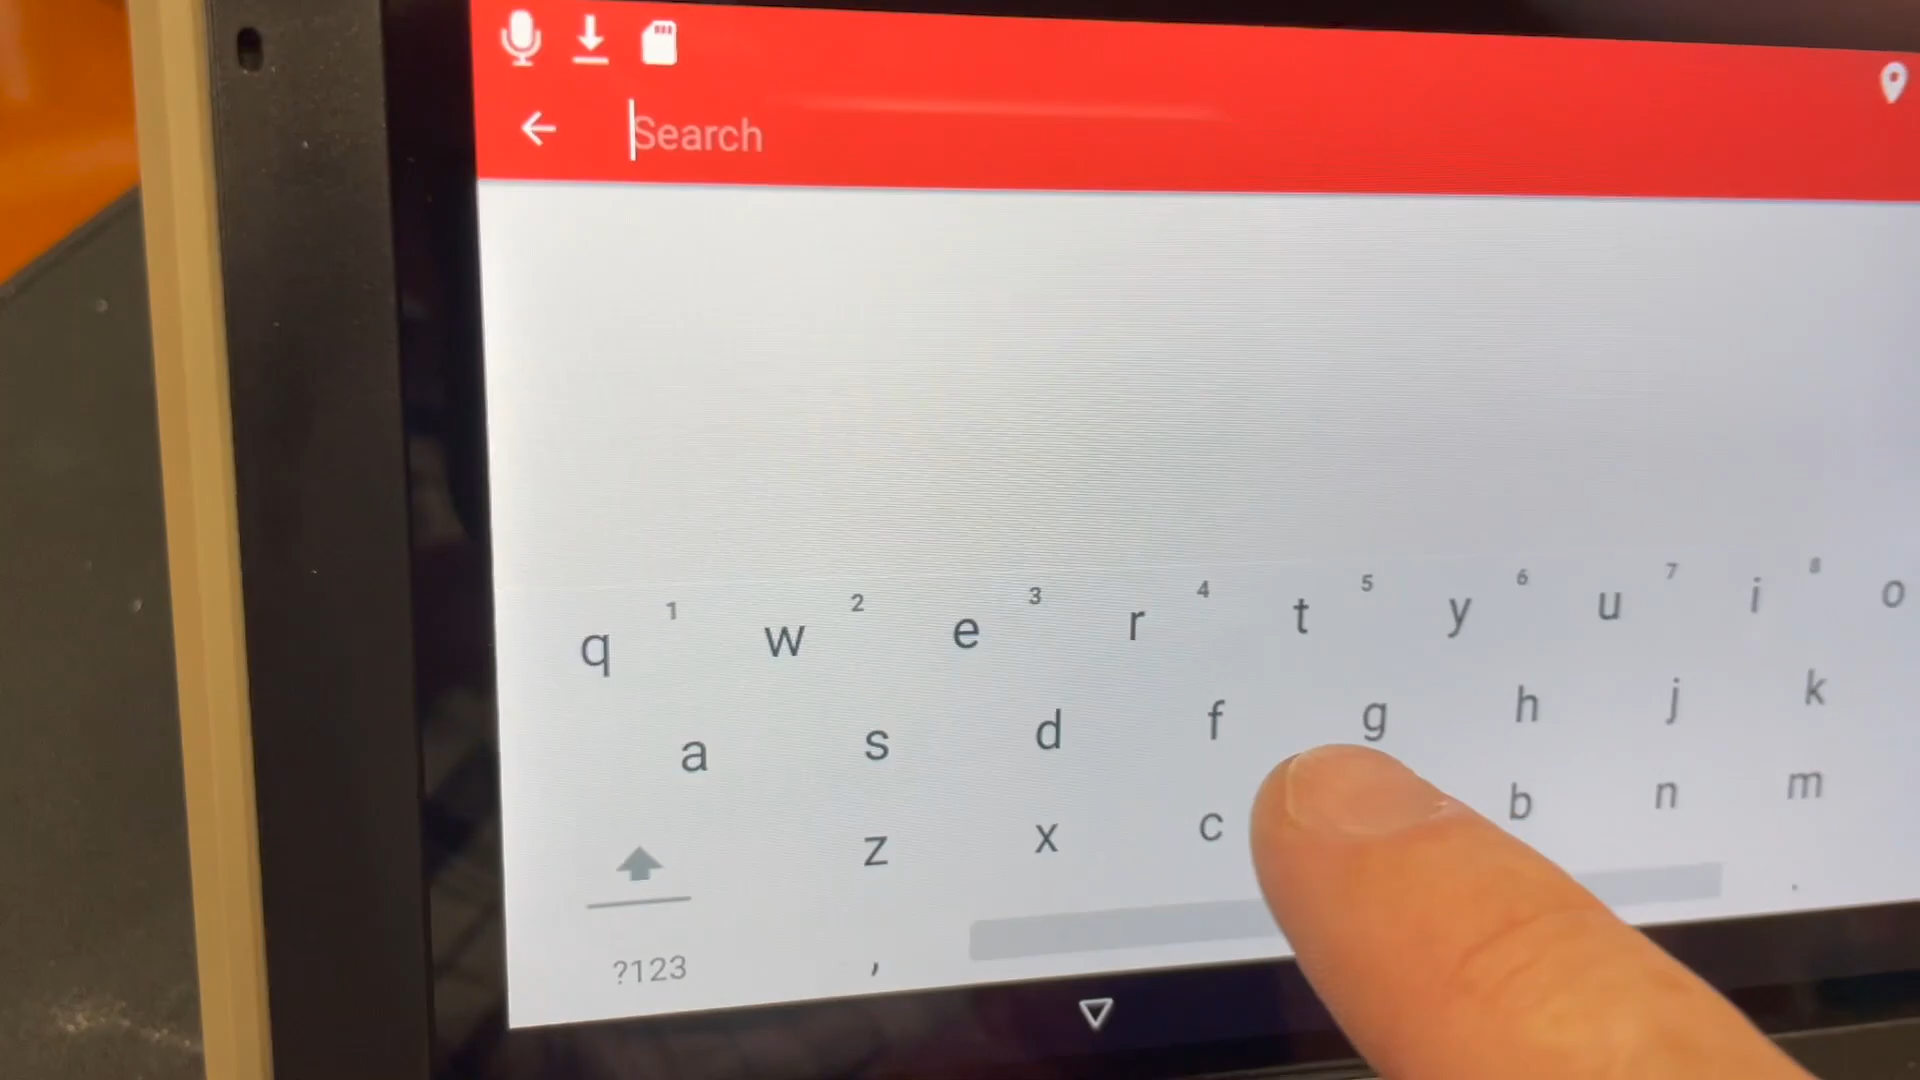 Search
1 2 3 4 5 6 7 8
q w e r t y u i o
a s d f g h j k
z x c b n m
?123 , .